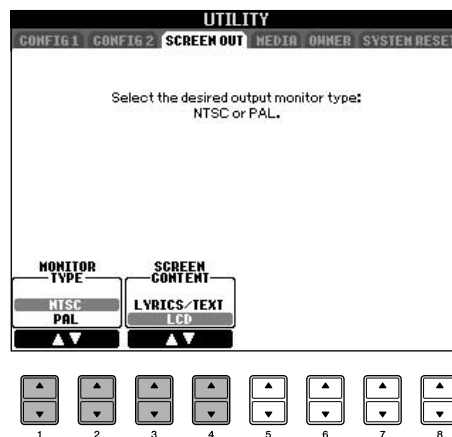 UTILITY
CONFIG 1 CONFIG 2 SCREEN OUT MEDIA OWNER SYSTEM RESET
Select the desired output monitor type:
NTSC or PAL.
MONITOR TYPE SCREEN CONTENT
NTSC LYRICS/TEXT
PAL LCD
1 2 3 4 5 6 7 8